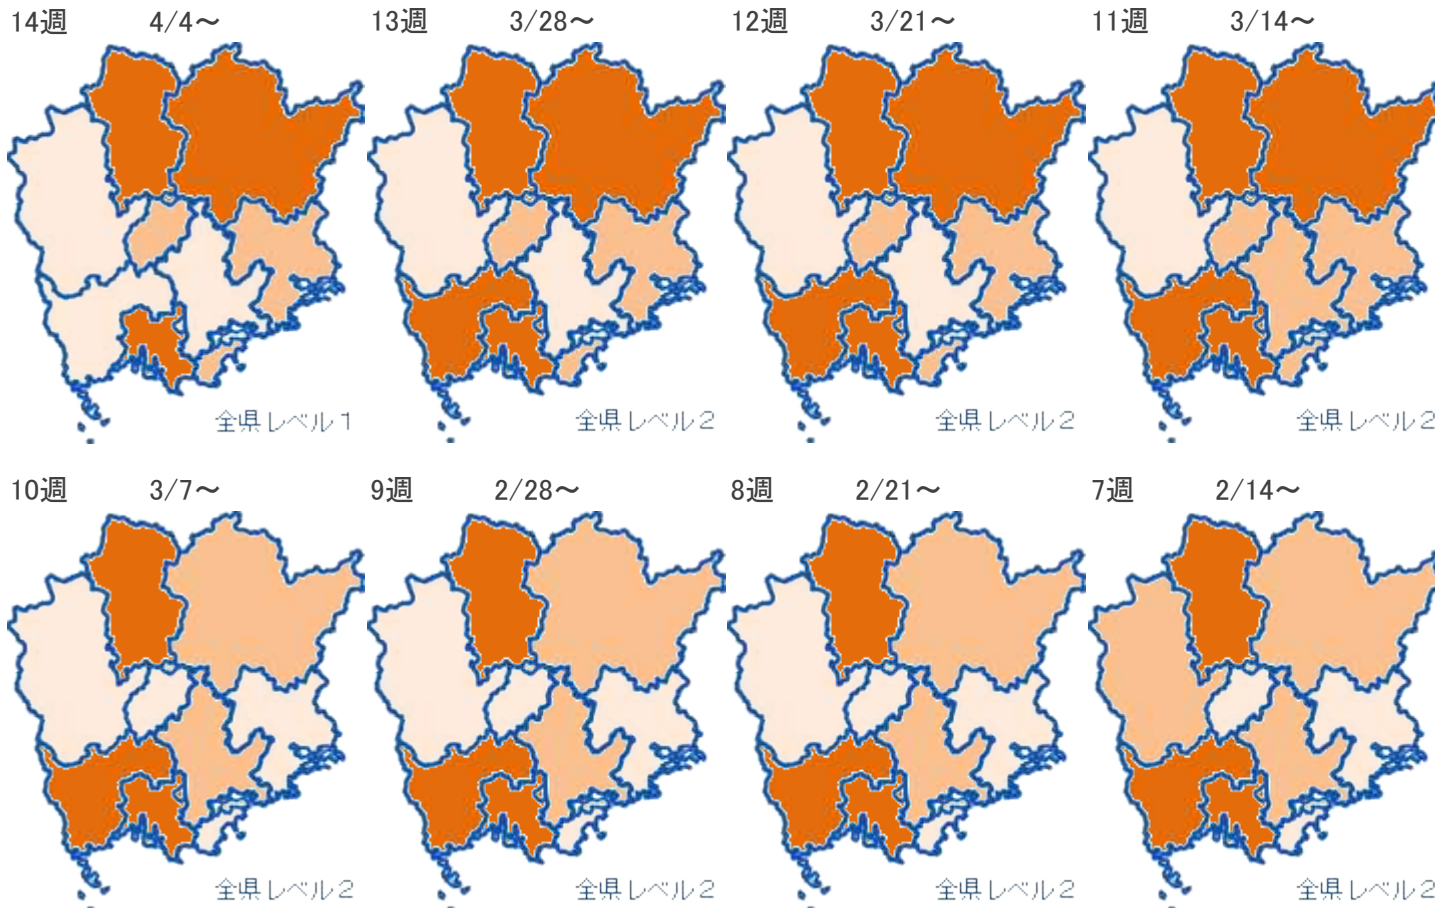 14週 4/4～
13週 3/28～
12週 3/21～
11週 3/14～
全県レベル１
全県レベル２
全県レベル２
全県レベル２
10週 3/7～
9週 2/28～
8週 2/21～
7週 2/14～
全県レベル２
全県レベル２
全県レベル２
全県レベル２